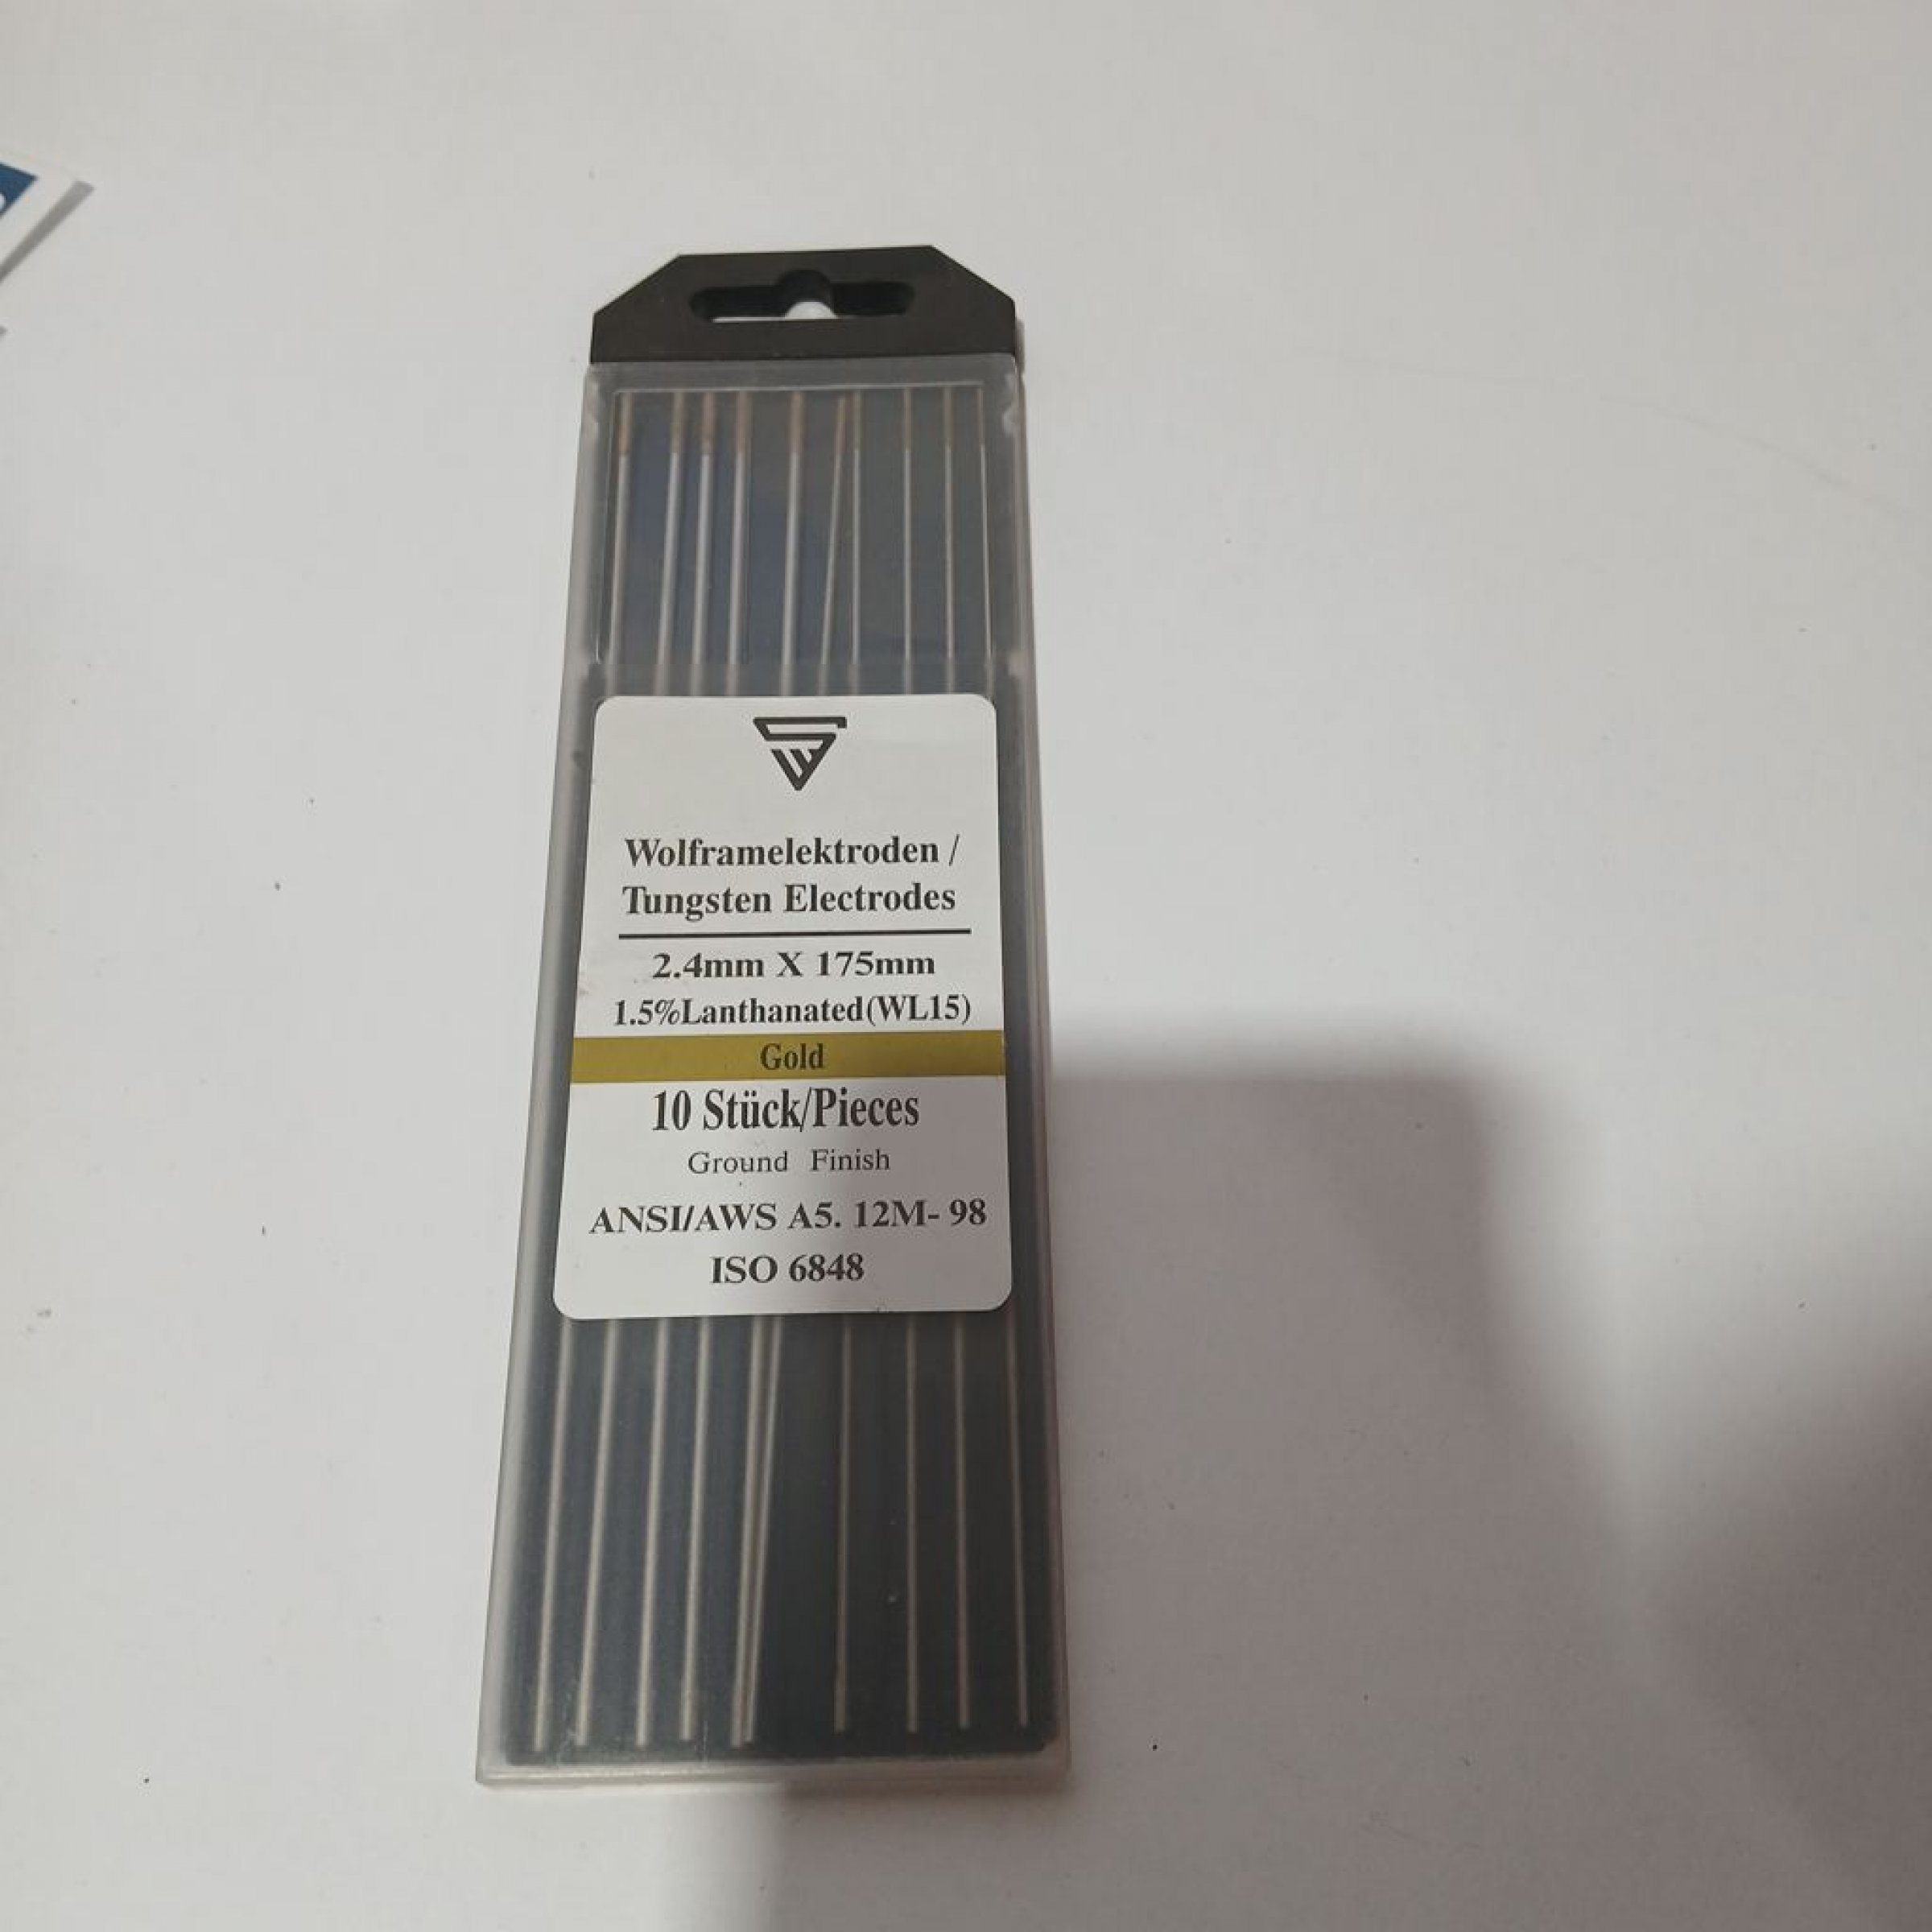 Wolframelektroden /
Tungsten Electrodes
2.4mm X 175mm
1.5%Lanthanated(WL15)
Gold
10 Stück/Pieces
Ground Finish
ANSI/AWS A5. 12M- 98
ISO 6848